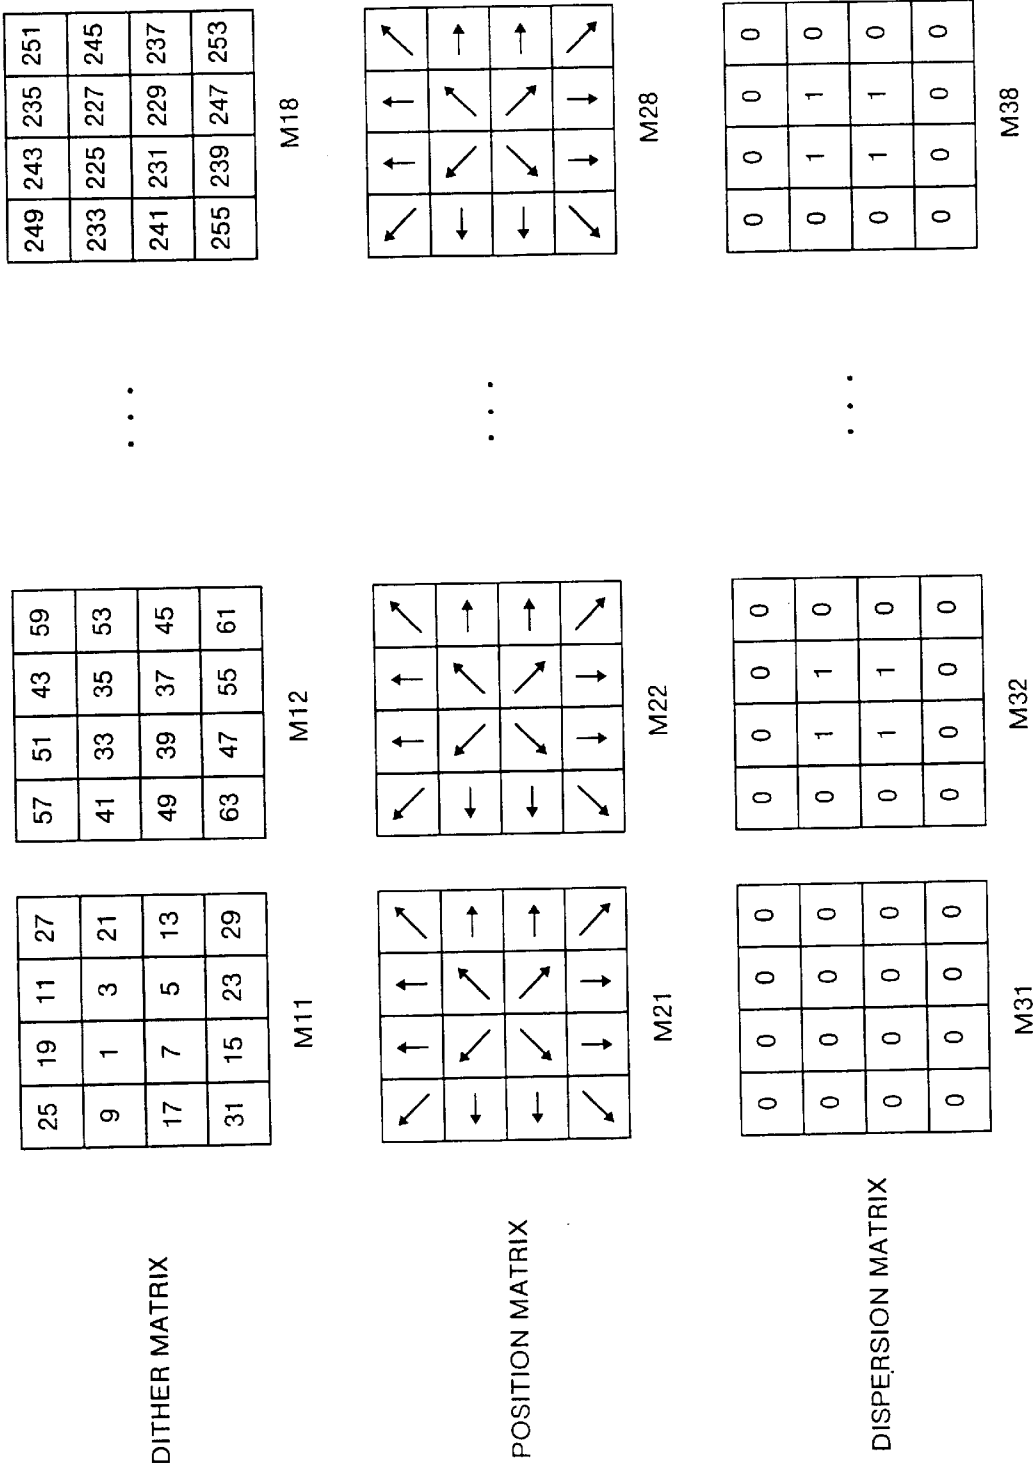 DITHER MATRIX
25 19 11 27
9 1 3 21
17 7 5 13
31 15 23 29
M11
57 51 43 59
41 33 35 53
49 39 37 45
63 47 55 61
M12
...
249 243 235 251
233 225 227 245
241 231 229 237
255 239 247 253
M18
POSITION MATRIX
M21
M22
...
M28
DISPERSION MATRIX
0 0 0 0
0 0 0 0
0 0 0 0
0 0 0 0
M31
0 0 0 0
0 1 1 0
0 1 1 0
0 0 0 0
M32
...
0 0 0 0
0 1 1 0
0 1 1 0
0 0 0 0
M38